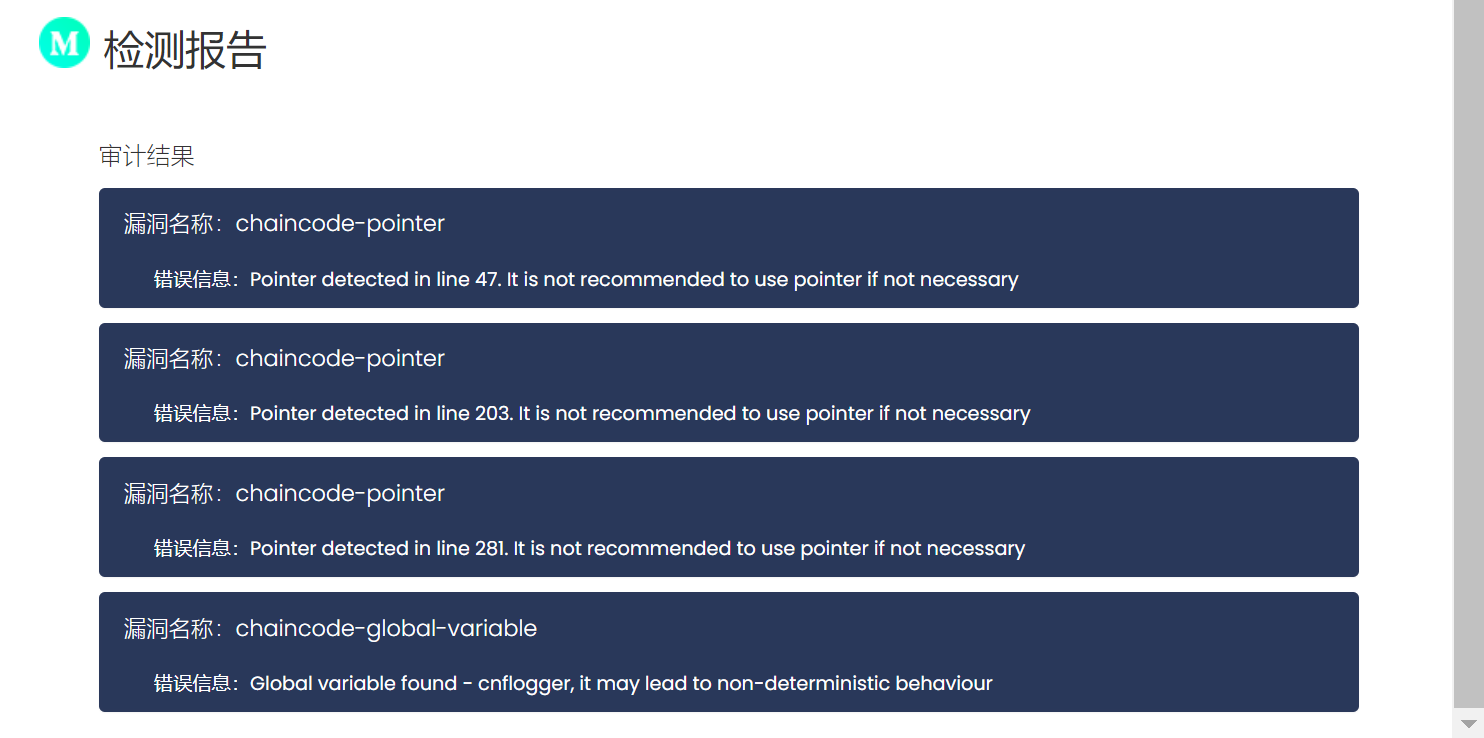 M 检测报告
审计结果
漏洞名称：chaincode-pointer
错误信息：Pointer detected in line 47. It is not recommended to use pointer if not necessary
漏洞名称：chaincode-pointer
错误信息：Pointer detected in line 203. It is not recommended to use pointer if not necessary
漏洞名称：chaincode-pointer
错误信息：Pointer detected in line 281. It is not recommended to use pointer if not necessary
漏洞名称：chaincode-global-variable
错误信息：Global variable found - cnflogger, it may lead to non-deterministic behaviour